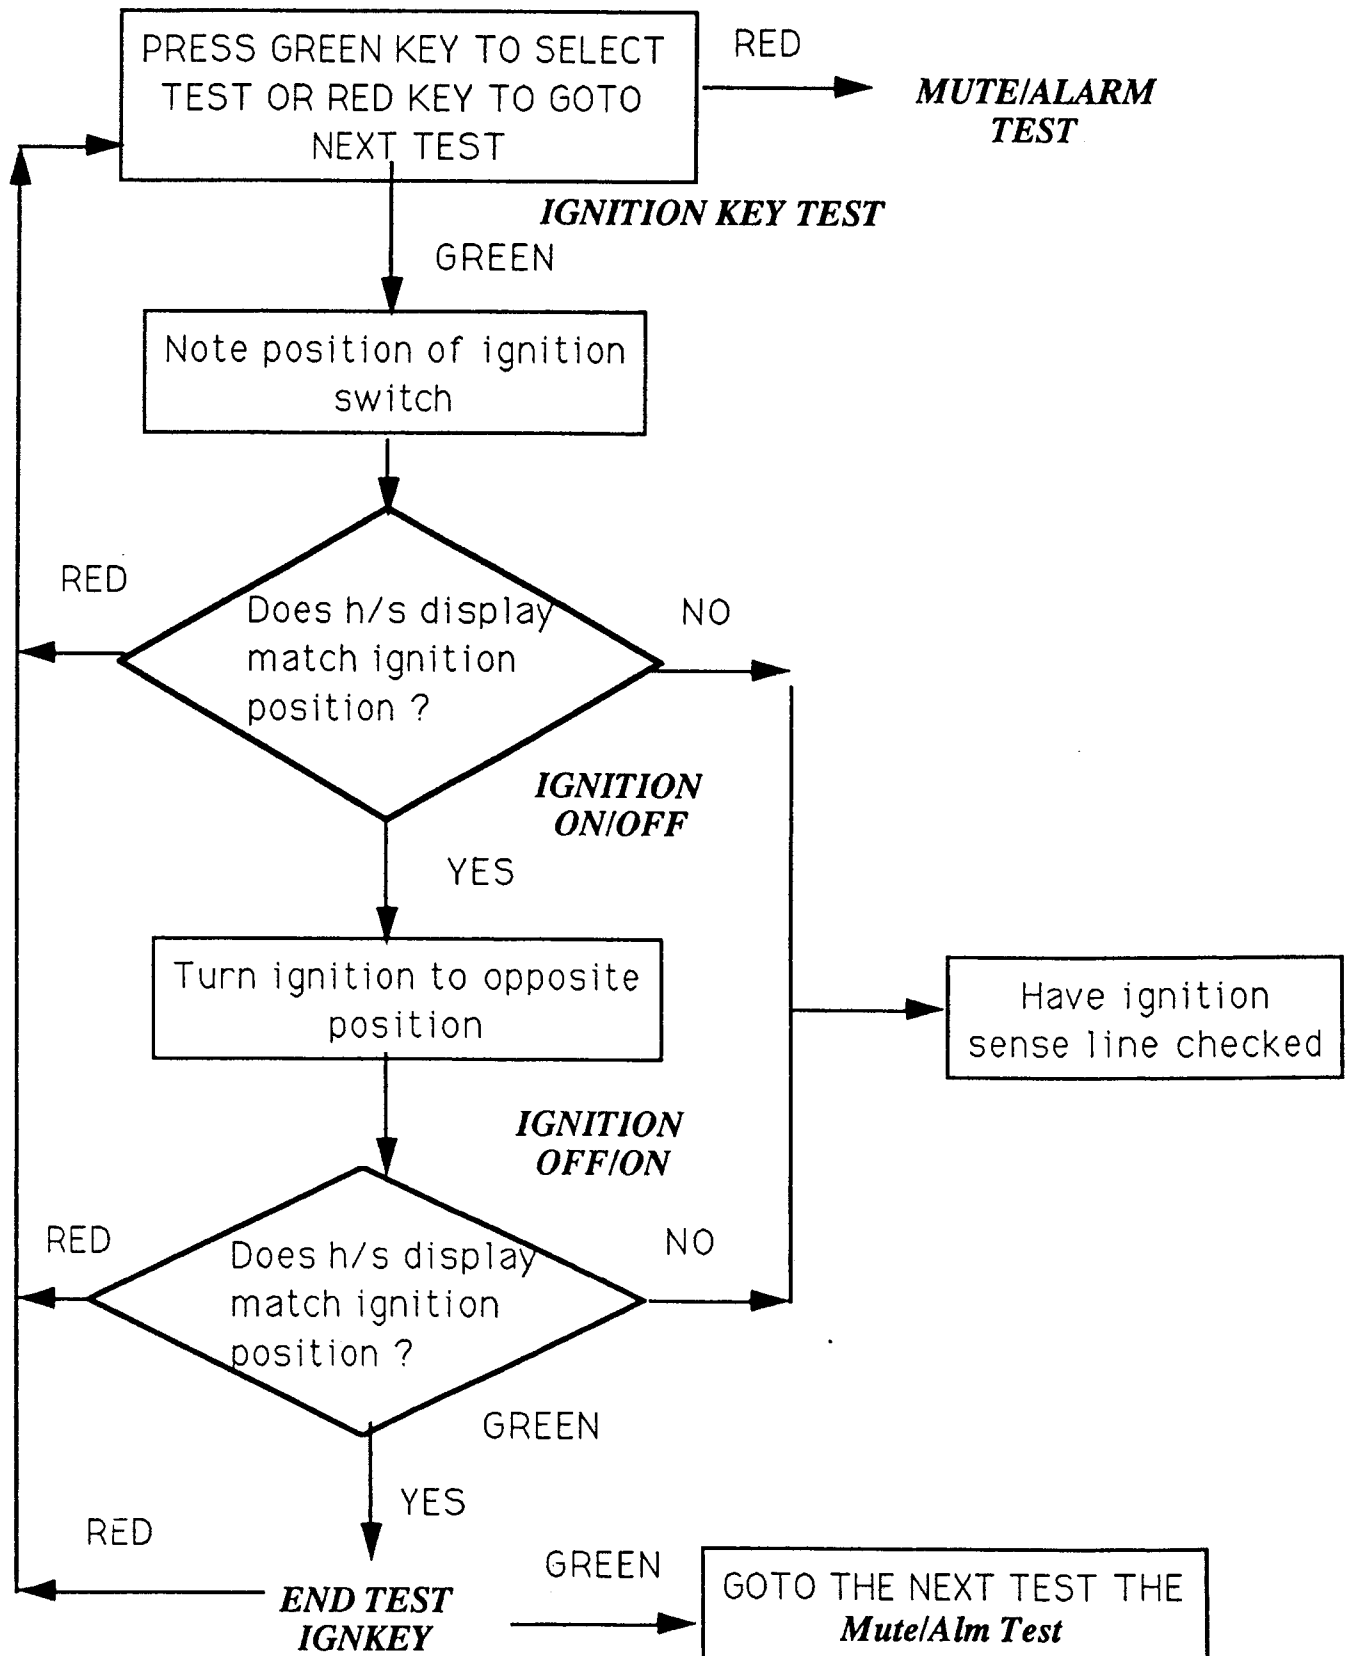 PRESS GREEN KEY TO SELECT
TEST OR RED KEY TO GOTO
NEXT TEST
RED
MUTE/ALARM
TEST
IGNITION KEY TEST
GREEN
Note position of ignition
switch
RED
Does h/s display
match ignition
position ?
NO
IGNITION
ON/OFF
YES
Turn ignition to opposite
position
Have ignition
sense line checked
IGNITION
OFF/ON
RED
Does h/s display
match ignition
position ?
NO
GREEN
YES
RED
END TEST
IGNKEY
GREEN
GOTO THE NEXT TEST THE
Mute/Alm Test